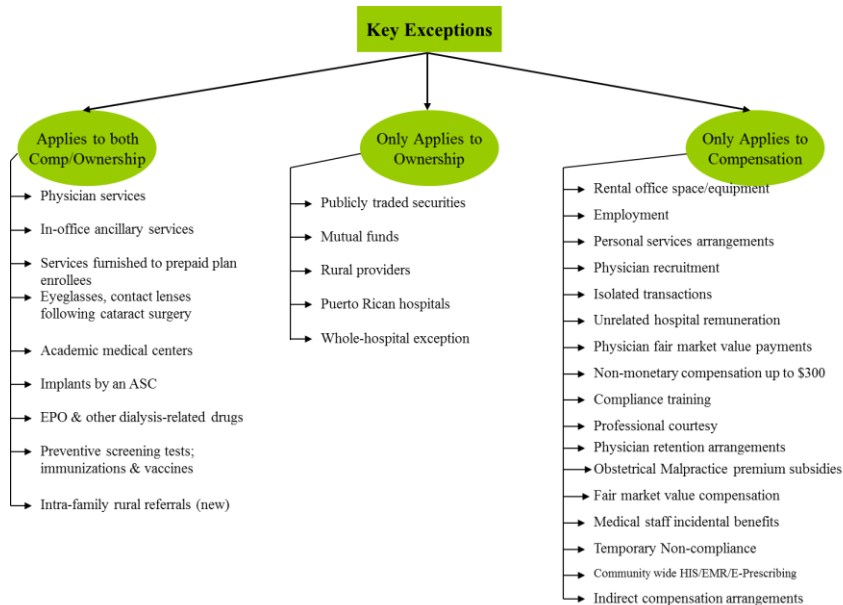 Key Exceptions
Applies to both
Comp/Ownership
Physician services
In-office ancillary services
Services furnished to prepaid plan
enrollees
Eyeglasses, contact lenses
following cataract surgery
Academic medical centers
Implants by an ASC
EPO & other dialysis-related drugs
Preventive screening tests;
immunizations & vaccines
Intra-family rural referrals (new)
Only Applies to
Ownership
Publicly traded securities
Mutual funds
Rural providers
Puerto Rican hospitals
Whole-hospital exception
Only Applies to
Compensation
Rental office space/equipment
Employment
Personal services arrangements
Physician recruitment
Isolated transactions
Unrelated hospital remuneration
Physician fair market value payments
Non-monetary compensation up to $300
Compliance training
Professional courtesy
Physician retention arrangements
Obstetrical Malpractice premium subsidies
Fair market value compensation
Medical staff incidental benefits
Temporary Non-compliance
Community wide HIS/EMR/E-Prescribing
Indirect compensation arrangements